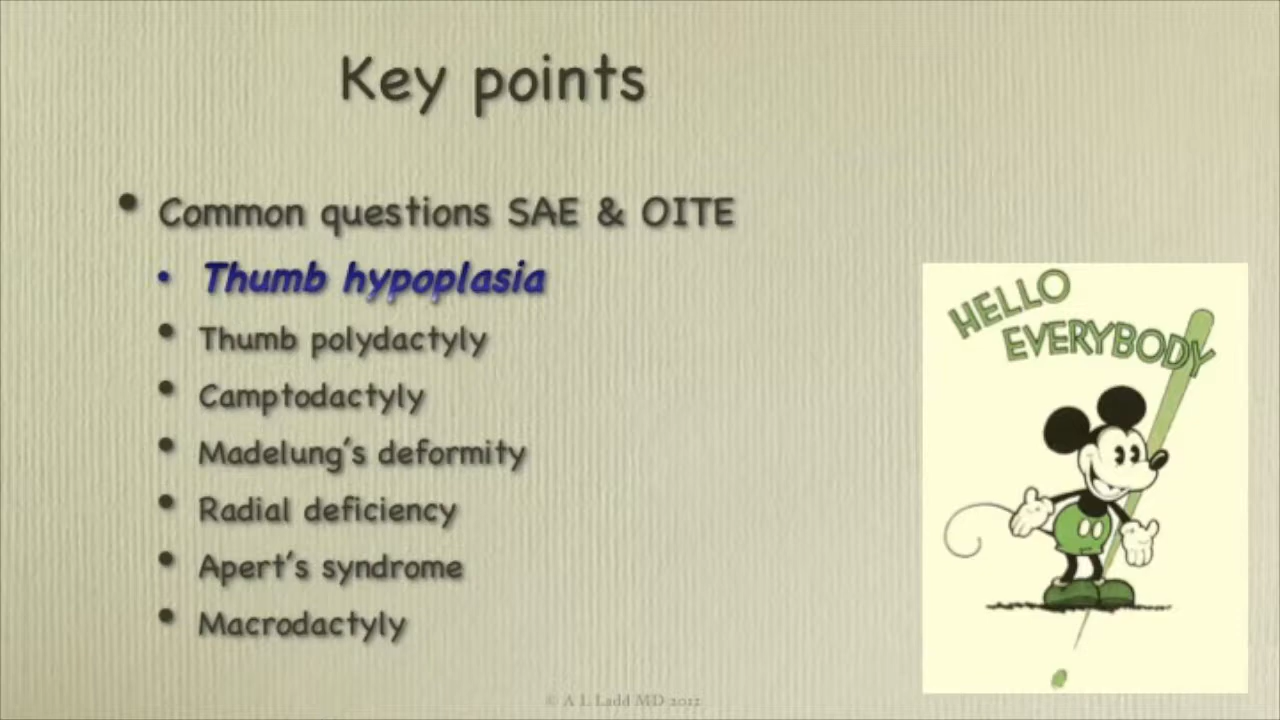 Key points
• Common questions SAE & OITE
• Thumb hypoplasia
• Thumb polydactyly
• Camptodactyly
• Madelung's deformity
• Radial deficiency
• Apert's syndrome
• Macrodactyly
HELLO
EVERYBODY
© A L Ladd MD 2012